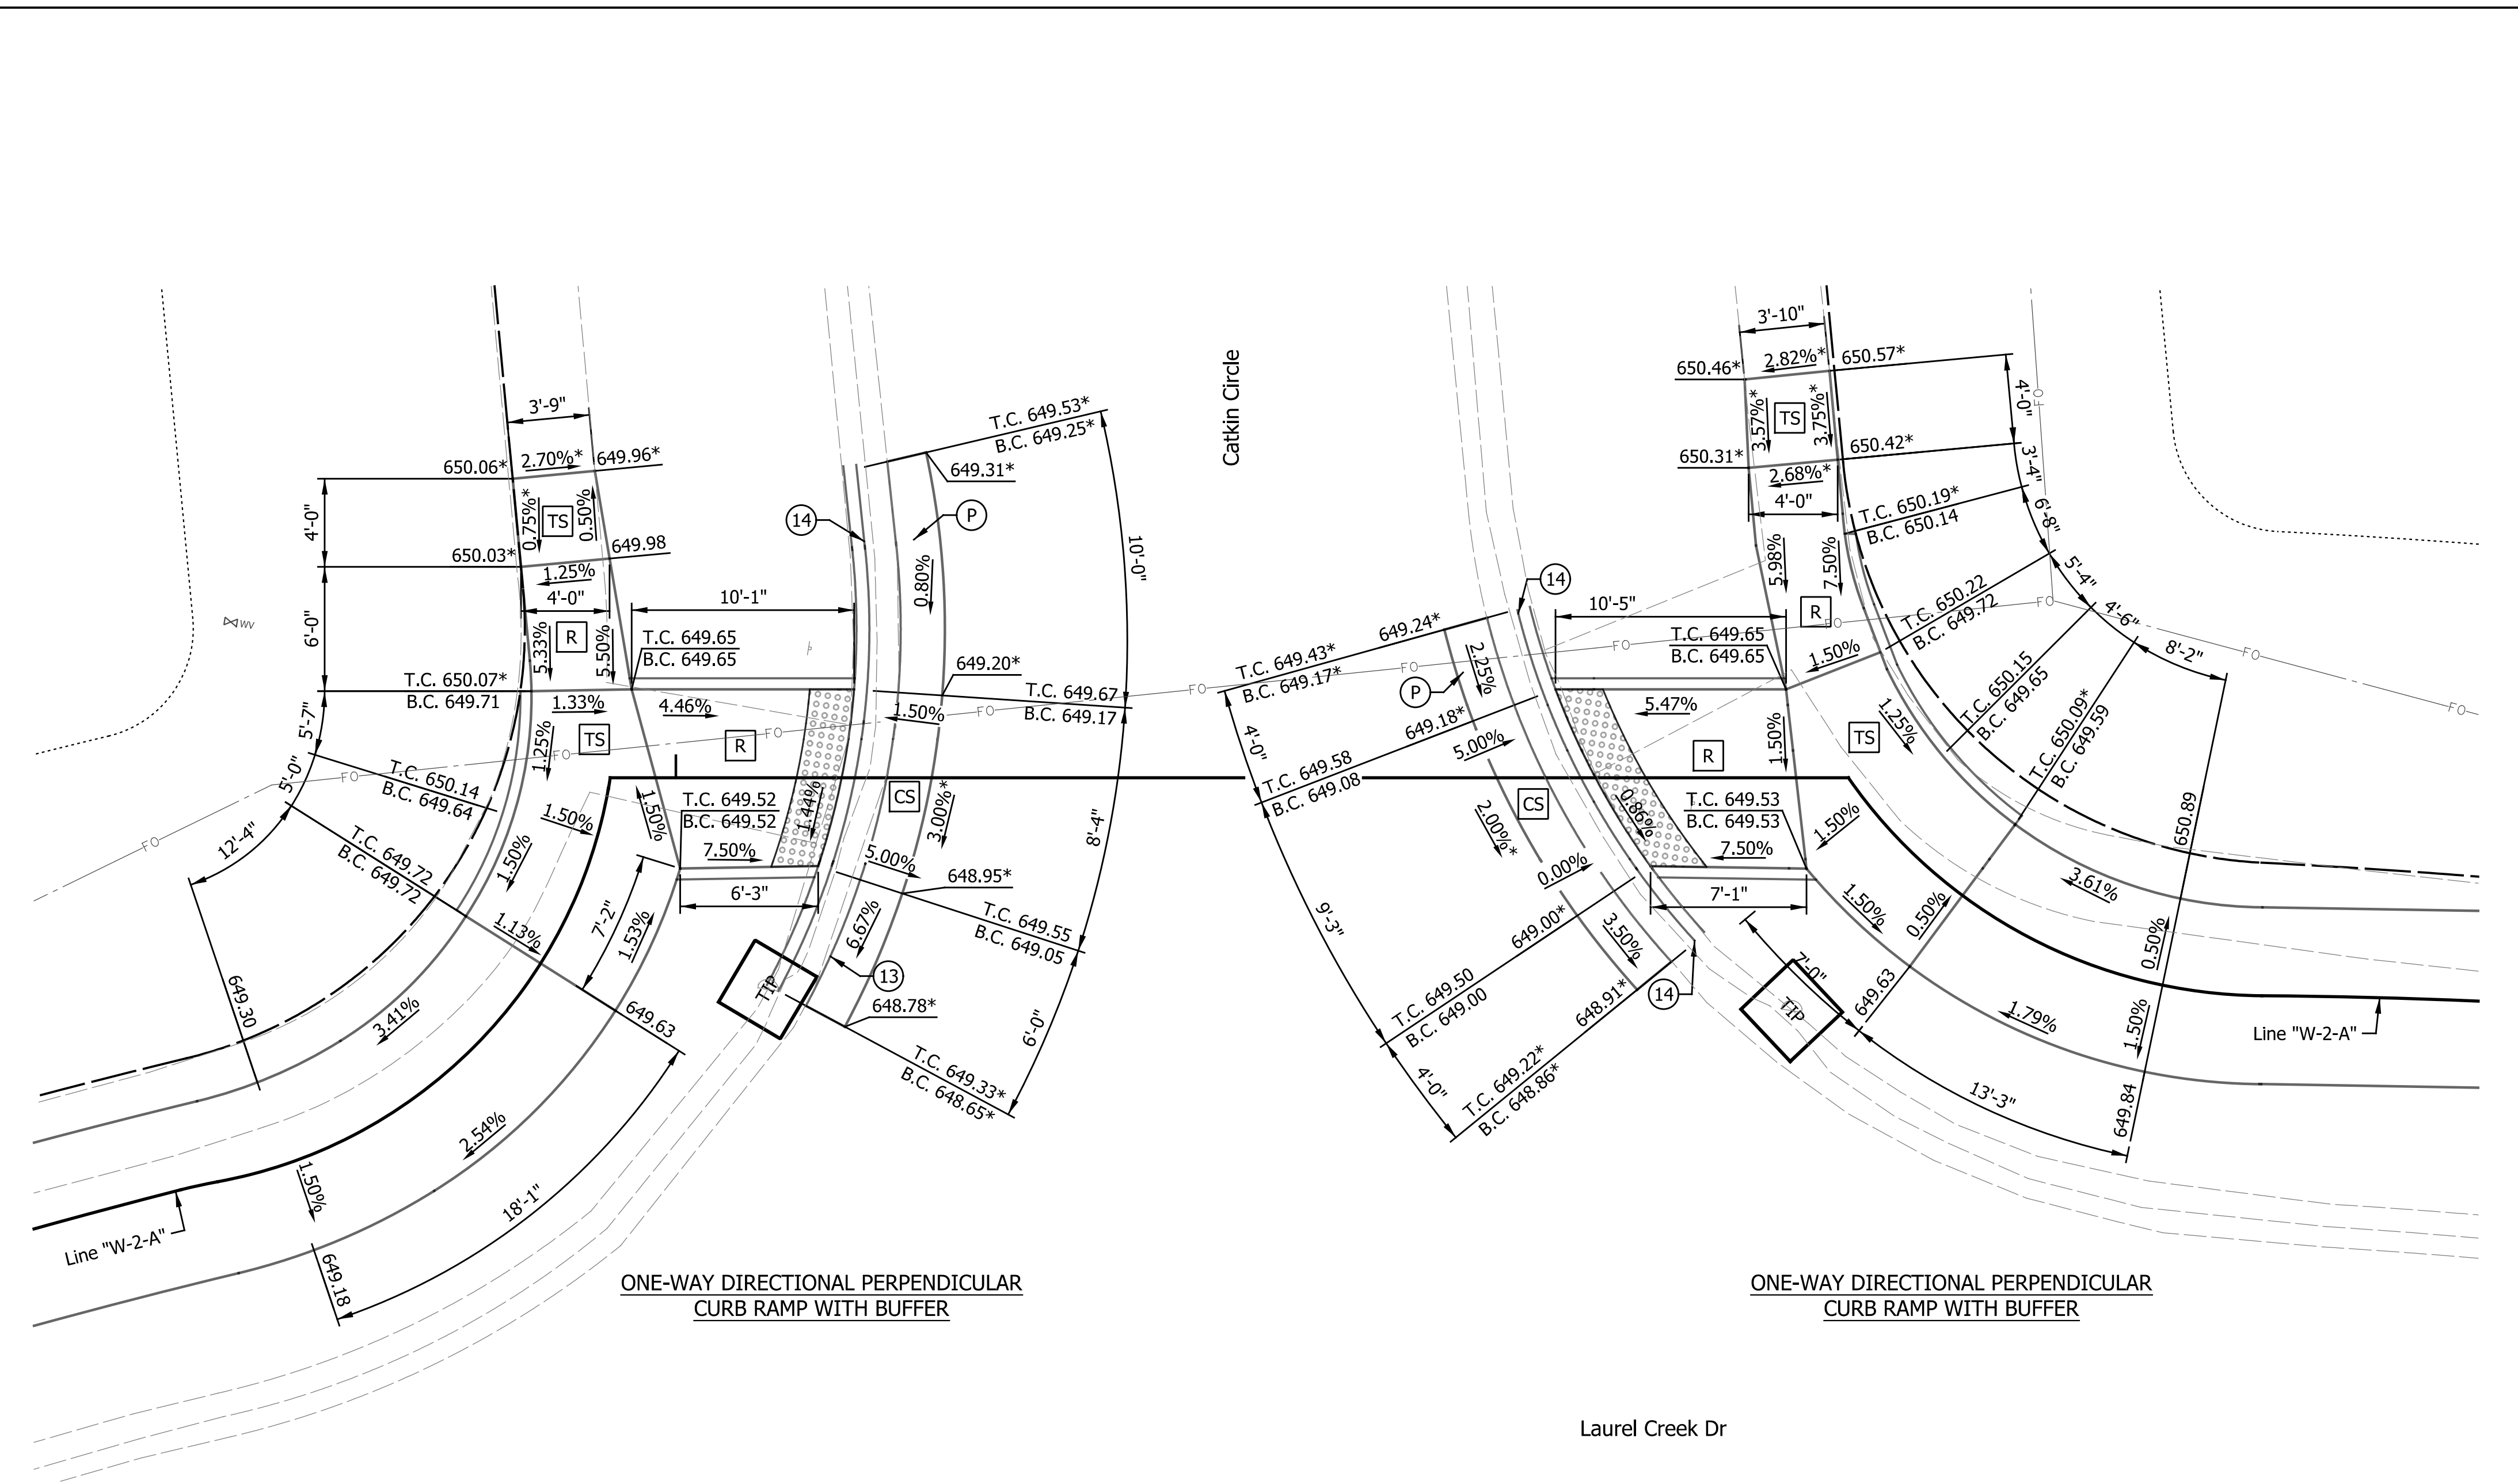 3'-9"
650.06*
2.70%*
649.96*
4'-0"
0.75%*
TS
0.50%
650.03*
649.98
1.25%
4'-0"
10'-1"
6'-0"
5.33%
R
5.50%
T.C. 649.65
B.C. 649.65
WV
T.C. 650.07*
B.C. 649.71
1.33%
4.46%
5'-7"
1.25%
TS
R
FO
FO
FO
FO
5'-0"
T.C. 650.14
B.C. 649.64
12'-4"
T.C. 649.72
B.C. 649.72
1.50%
1.50%
1.50%
T.C. 649.52
B.C. 649.52
1.44%
7.50%
6'-3"
7'-2"
1.53%
1.13%
649.30
3.41%
649.63
2.54%
1.50%
18'-1"
649.18
Line "W-2-A"
TIP
14
P
T.C. 649.53*
B.C. 649.25*
649.31*
10'-0"
0.80%
649.20*
T.C. 649.67
B.C. 649.17
1.50%
FO
CS
3.00%*
8'-4"
5.00%
648.95*
T.C. 649.55
B.C. 649.05
6.67%
13
648.78*
6'-0"
T.C. 649.33*
B.C. 648.65*
ONE-WAY DIRECTIONAL PERPENDICULAR
CURB RAMP WITH BUFFER
Catkin Circle
FO
FO
FO
FO
FO
FO
FO
FO
T.C. 649.43*
B.C. 649.17*
649.24*
2.25%
P
14
4'-0"
T.C. 649.58
B.C. 649.08
649.18*
5.00%
CS
2.00%*
0.00%
9'-3"
T.C. 649.50
B.C. 649.00
649.00*
3.50%
4'-0"
T.C. 649.22*
B.C. 648.86*
648.91*
14
3'-10"
650.46*
2.82%*
650.57*
3.57%*
TS
3.75%*
4'-0"
650.31*
650.42*
2.68%*
4'-0"
3'-4"
T.C. 650.19*
B.C. 650.14
6'-8"
5.98%
7.50%
R
10'-5"
T.C. 649.65
B.C. 649.65
1.50%
T.C. 650.22
B.C. 649.72
5'-4"
4'-6"
8'-2"
5.47%
R
1.50%
TS
1.25%
T.C. 650.15
B.C. 649.65
T.C. 650.09*
B.C. 649.59
0.86%
T.C. 649.53
B.C. 649.53
7.50%
7'-1"
1.50%
1.50%
0.50%
3.61%
650.89
0.50%
1.50%
1.79%
7'-0"
TIP
649.63
13'-3"
649.84
Line "W-2-A"
ONE-WAY DIRECTIONAL PERPENDICULAR
CURB RAMP WITH BUFFER
Laurel Creek Dr